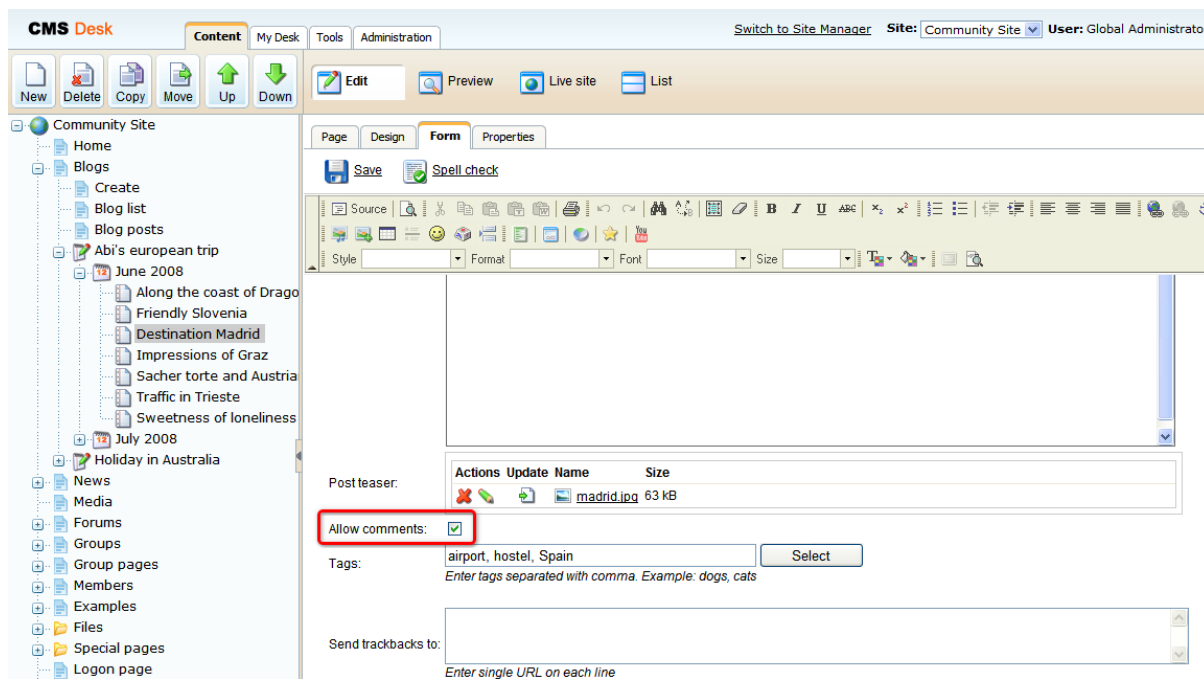 CMS Desk
Content My Desk Tools Administration
Switch to Site Manager Site: Community Site User: Global Administrato
New Delete Copy Move Up Down
Edit Preview Live site List
Community Site
Home
Blogs
Create
Blog list
Blog posts
Abi's european trip
June 2008
Along the coast of Drago
Friendly Slovenia
Destination Madrid
Impressions of Graz
Sacher torte and Austria
Traffic in Trieste
Sweetness of loneliness
July 2008
Holiday in Australia
News
Media
Forums
Groups
Group pages
Members
Examples
Files
Special pages
Logon page
Page Design Form Properties
Save Spell check
Source B I U ABC x₂ x²
You Tube
Style Format Font Size
Post teaser:
Actions Update Name Size
madrid.jpg 63 kB
Allow comments:
Tags:
airport, hostel, Spain Select
Enter tags separated with comma. Example: dogs, cats
Send trackbacks to:
Enter single URL on each line